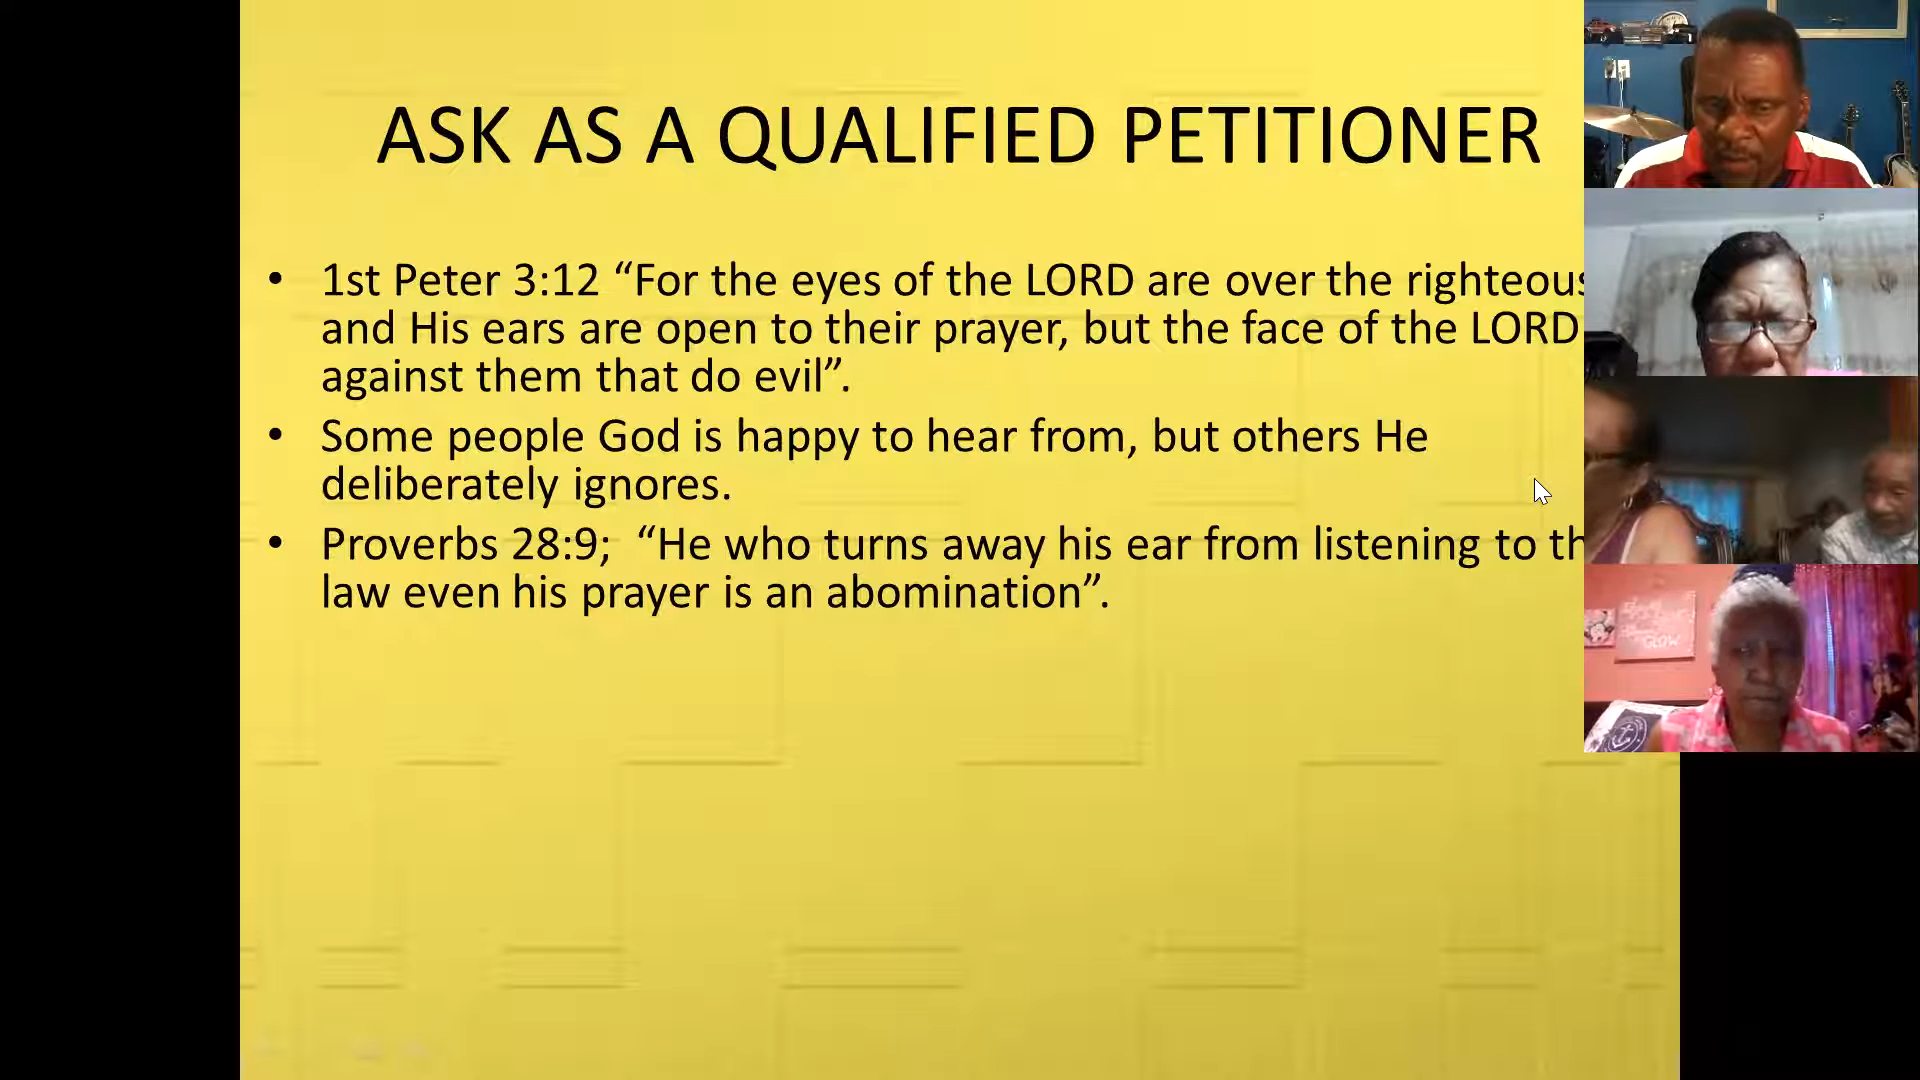 ASK AS A QUALIFIED PETITIONER
• 1st Peter 3:12 “For the eyes of the LORD are over the righteous
and His ears are open to their prayer, but the face of the LORD
against them that do evil”.
• Some people God is happy to hear from, but others He
deliberately ignores.
• Proverbs 28:9; “He who turns away his ear from listening to th
law even his prayer is an abomination”.
GLOW